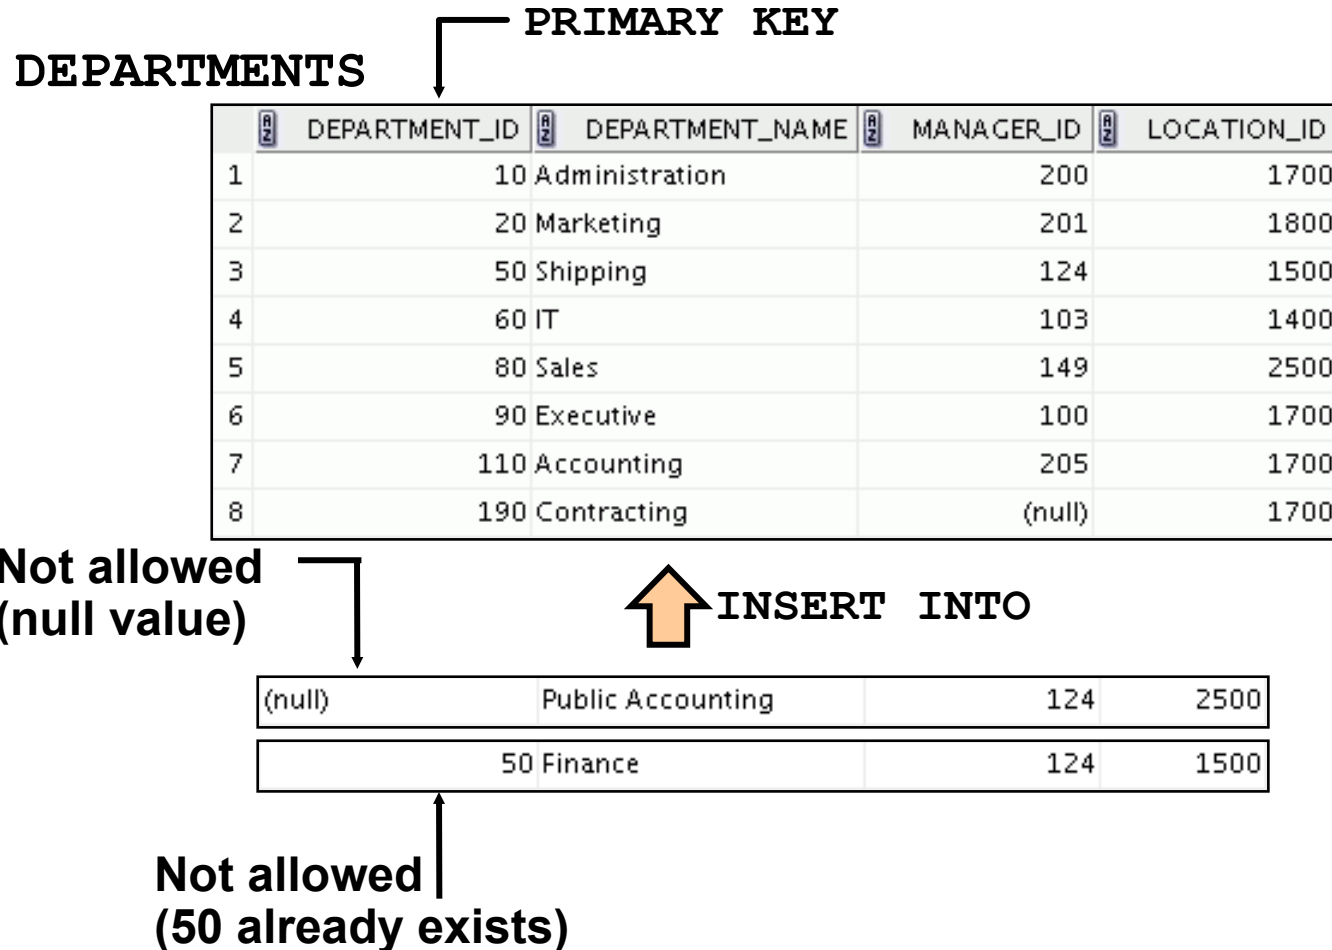 PRIMARY KEY
DEPARTMENTS
DEPARTMENT_ID DEPARTMENT_NAME MANAGER_ID LOCATION_ID
1 10 Administration 200 1700
2 20 Marketing 201 1800
3 50 Shipping 124 1500
4 60 IT 103 1400
5 80 Sales 149 2500
6 90 Executive 100 1700
7 110 Accounting 205 1700
8 190 Contracting (null) 1700
Not allowed
(null value)
INSERT INTO
(null) Public Accounting 124 2500
50 Finance 124 1500
Not allowed
(50 already exists)